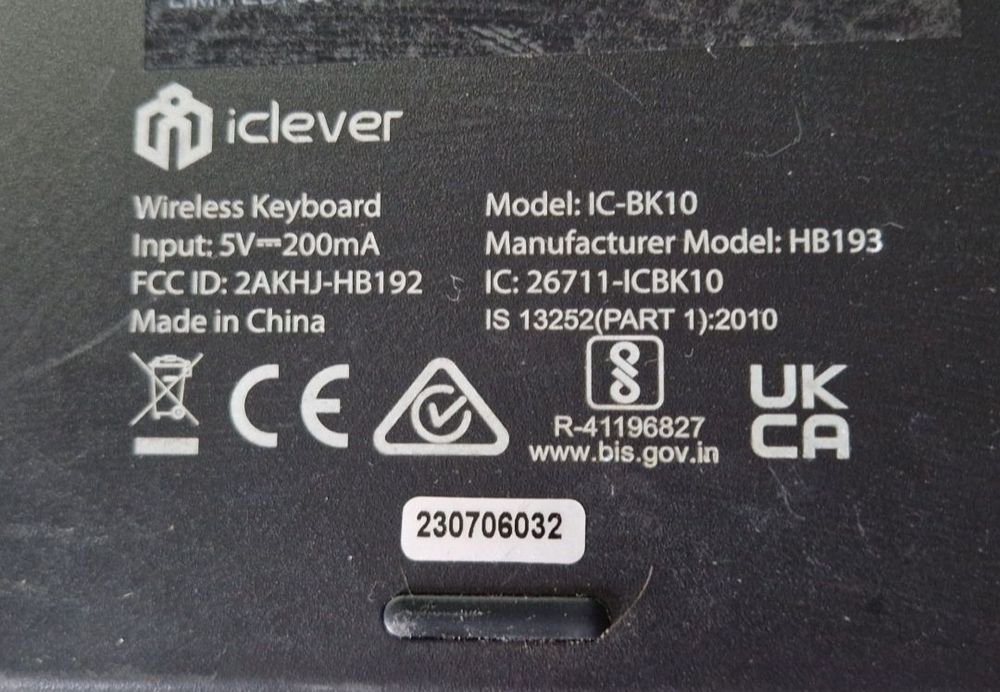 iclever
Wireless Keyboard
Input: 5V⎓200mA
FCC ID: 2AKHJ-HB192
Made in China
Model: IC-BK10
Manufacturer Model: HB193
IC: 26711-ICBK10
IS 13252(PART 1):2010
CE
R-41196827
www.bis.gov.in
UK
CA
230706032